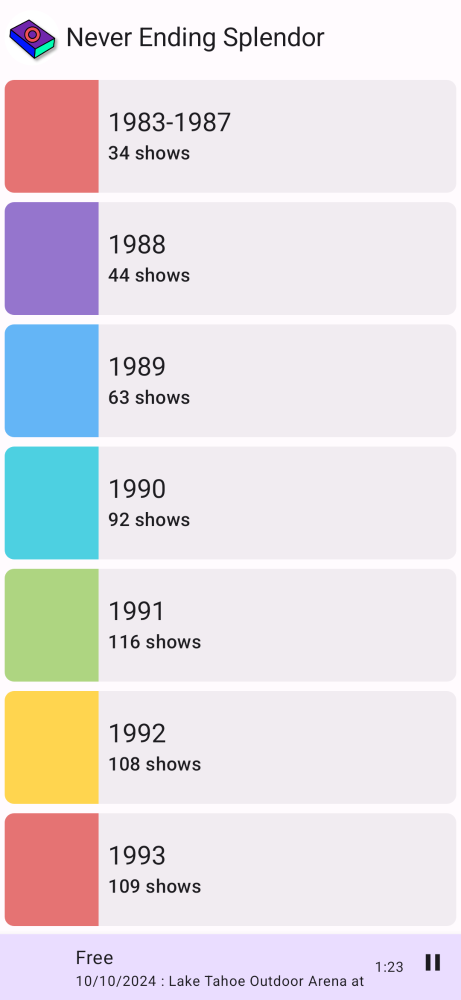 Never Ending Splendor
1983-1987
34 shows
1988
44 shows
1989
63 shows
1990
92 shows
1991
116 shows
1992
108 shows
1993
109 shows
Free
1:23
10/10/2024 : Lake Tahoe Outdoor Arena at